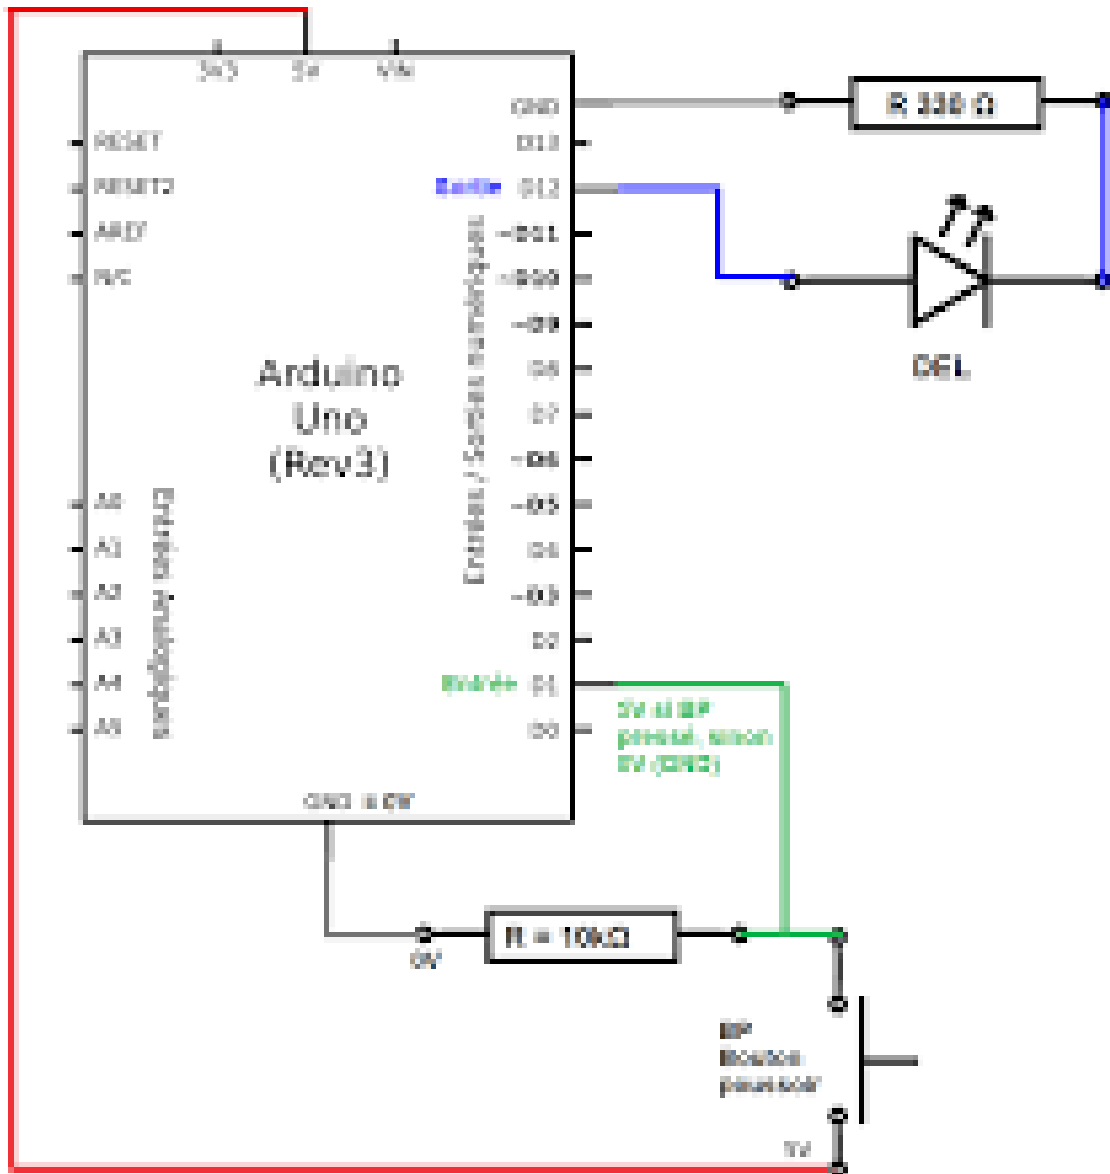 3V3 5V VIN
GND
R 330 Ω
RESET
D13
RESET2
Sortie D12
AREF
~D11
N/C
~D10
~D9
Entrées / Sorties numériques
DEL
D8
Arduino
Uno
(Rev3)
D7
~D6
~D5
D4
~D3
D2
Entrée D1
D0
A0
A1
A2
A3
A4
A5
Entrées Analogiques
5V si BP
pressé, sinon
0V (GND)
R = 10kΩ
0V
BP
Bouton
poussoir
5V